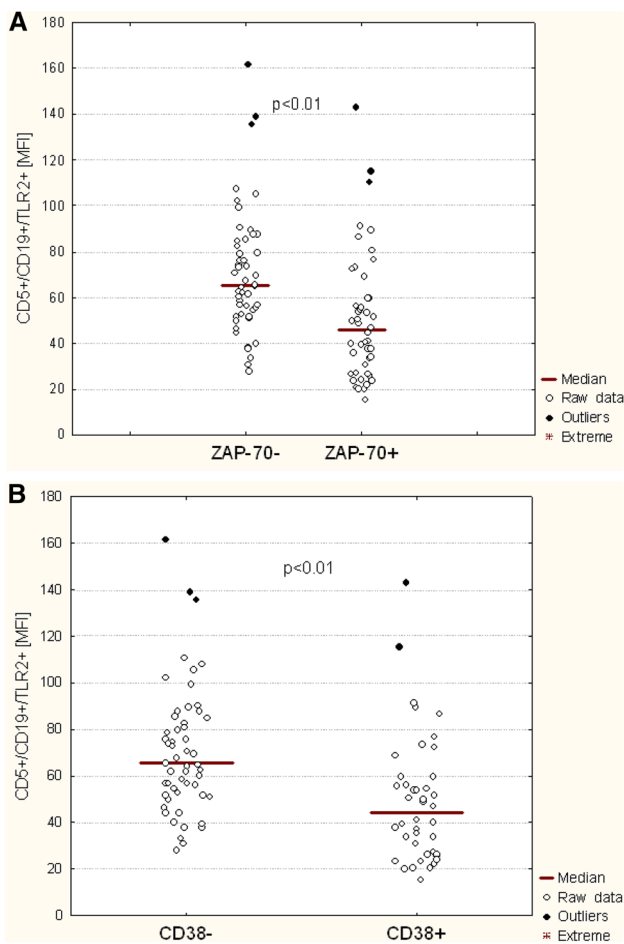 A
CD5+/CD19+/TLR2+ [MFI]
180
160
140
120
100
80
60
40
20
0
p<0.01
ZAP-70-
ZAP-70+
Median
Raw data
Outliers
Extreme
B
CD5+/CD19+/TLR2+ [MFI]
180
160
140
120
100
80
60
40
20
0
p<0.01
CD38-
CD38+
Median
Raw data
Outliers
Extreme